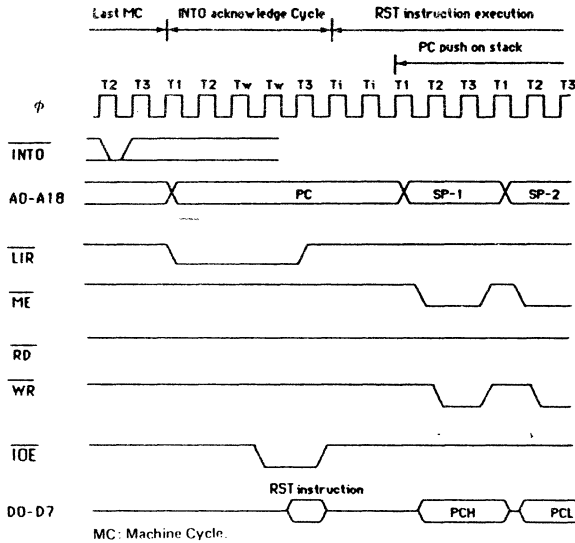 Last MC INTO acknowledge Cycle RST instruction execution
PC push on stack
T2 T3 T1 T2 Tw Tw T3 Ti Ti T1 T2 T3 T1 T2 T3
ϕ
INTO
A0-A18 PC SP-1 SP-2
LIR
ME
RD
WR
IOE
RST instruction
D0-D7 PCH PCL
MC: Machine Cycle.